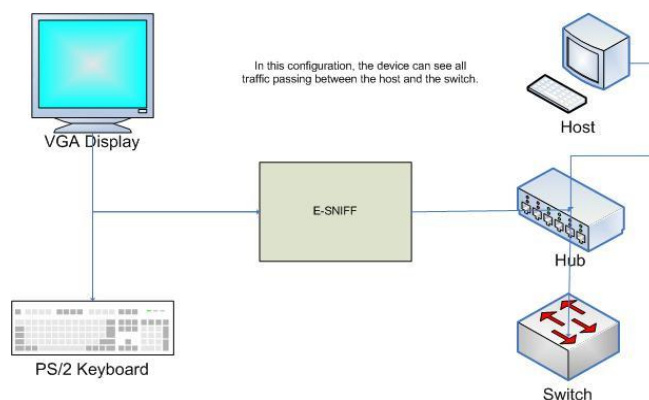 In this configuration, the device can see all
traffic passing between the host and the switch.
VGA Display
Host
E-SNIFF
Hub
PS/2 Keyboard
Switch